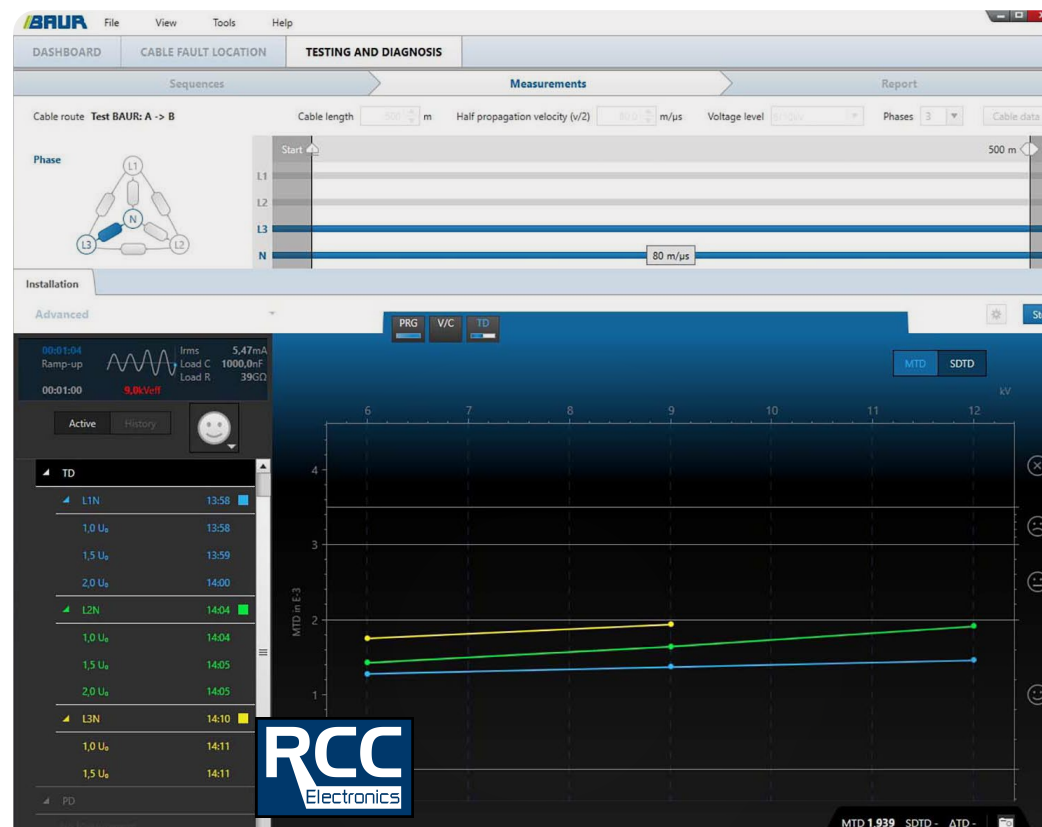 BAUR File View Tools Help
DASHBOARD CABLE FAULT LOCATION TESTING AND DIAGNOSIS
Sequences Measurements Report
Cable route Test BAUR: A -> B Cable length 500 m Half propagation velocity (v/2) 80.0 m/µs Voltage level Phases 3 Cable data
Phase
Start 500 m
L1
L1
L2
N
L3
L3 L2
80 m/µs
N
Installation
Advanced
PRG V/C TD
00:01:04 Irms 5,47mA
Ramp-up Load C 1000,0nF
Load R 39GΩ
00:01:00 9,0kVeff
MTD SDTD
kV
Active History
6 7 8 9 10 11 12
TD
4
L1N 13:58
1,0 U₀ 13:58
1,5 U₀ 13:59
3
2,0 U₀ 14:00
MTD in E-3
L2N 14:04
2
1,0 U₀ 14:04
1,5 U₀ 14:05
2,0 U₀ 14:05
1
L3N 14:10
1,0 U₀ 14:11
1,5 U₀ 14:11
PD
RCC
Electronics
MTD 1.939 SDTD - ΔTD -